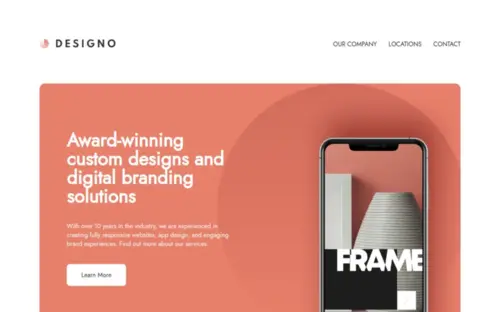 DESIGNO
OUR COMPANY LOCATIONS CONTACT
Award-winning
custom designs and
digital branding
solutions
With over 10 years in the industry, we are experienced in
creating fully responsive websites, app design, and engaging
brand experiences. Find out more about our services.
Learn More
FRAME